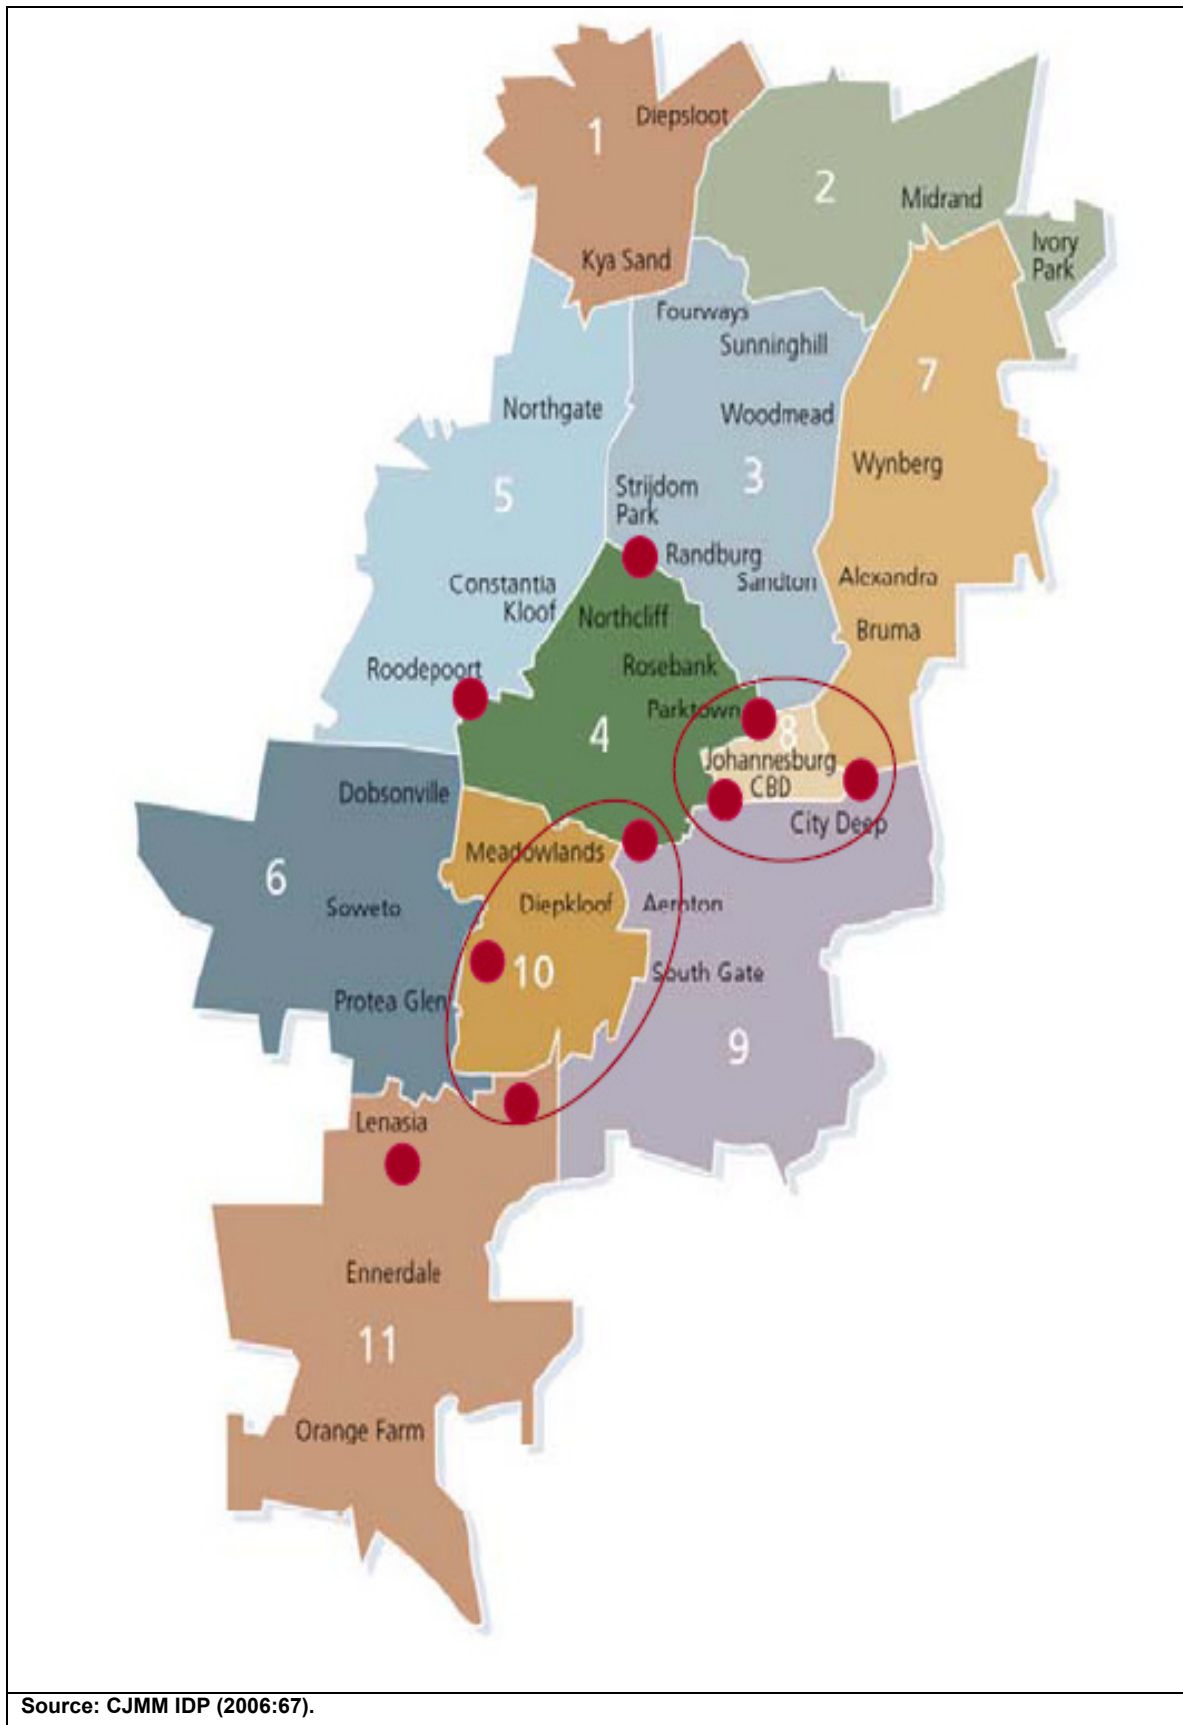 Diepsloot
1
2
Midrand
Ivory
Park
Kya Sand
Fourways
Sunninghill
7
Northgate
Woodmead
Wynberg
3
5
Strijdom
Park
Randburg
Sandton
Alexandra
Constantia
Kloof
Northcliff
Bruma
Roodepoort
Rosebank
Parktown
4
8
Johannesburg
CBD
Dobsonville
City Deep
Meadowlands
6
Soweto
Diepkloof
Aeroton
10
South Gate
Protea Glen
9
Lenasia
Ennerdale
11
Orange Farm
Source: CJMM IDP (2006:67).